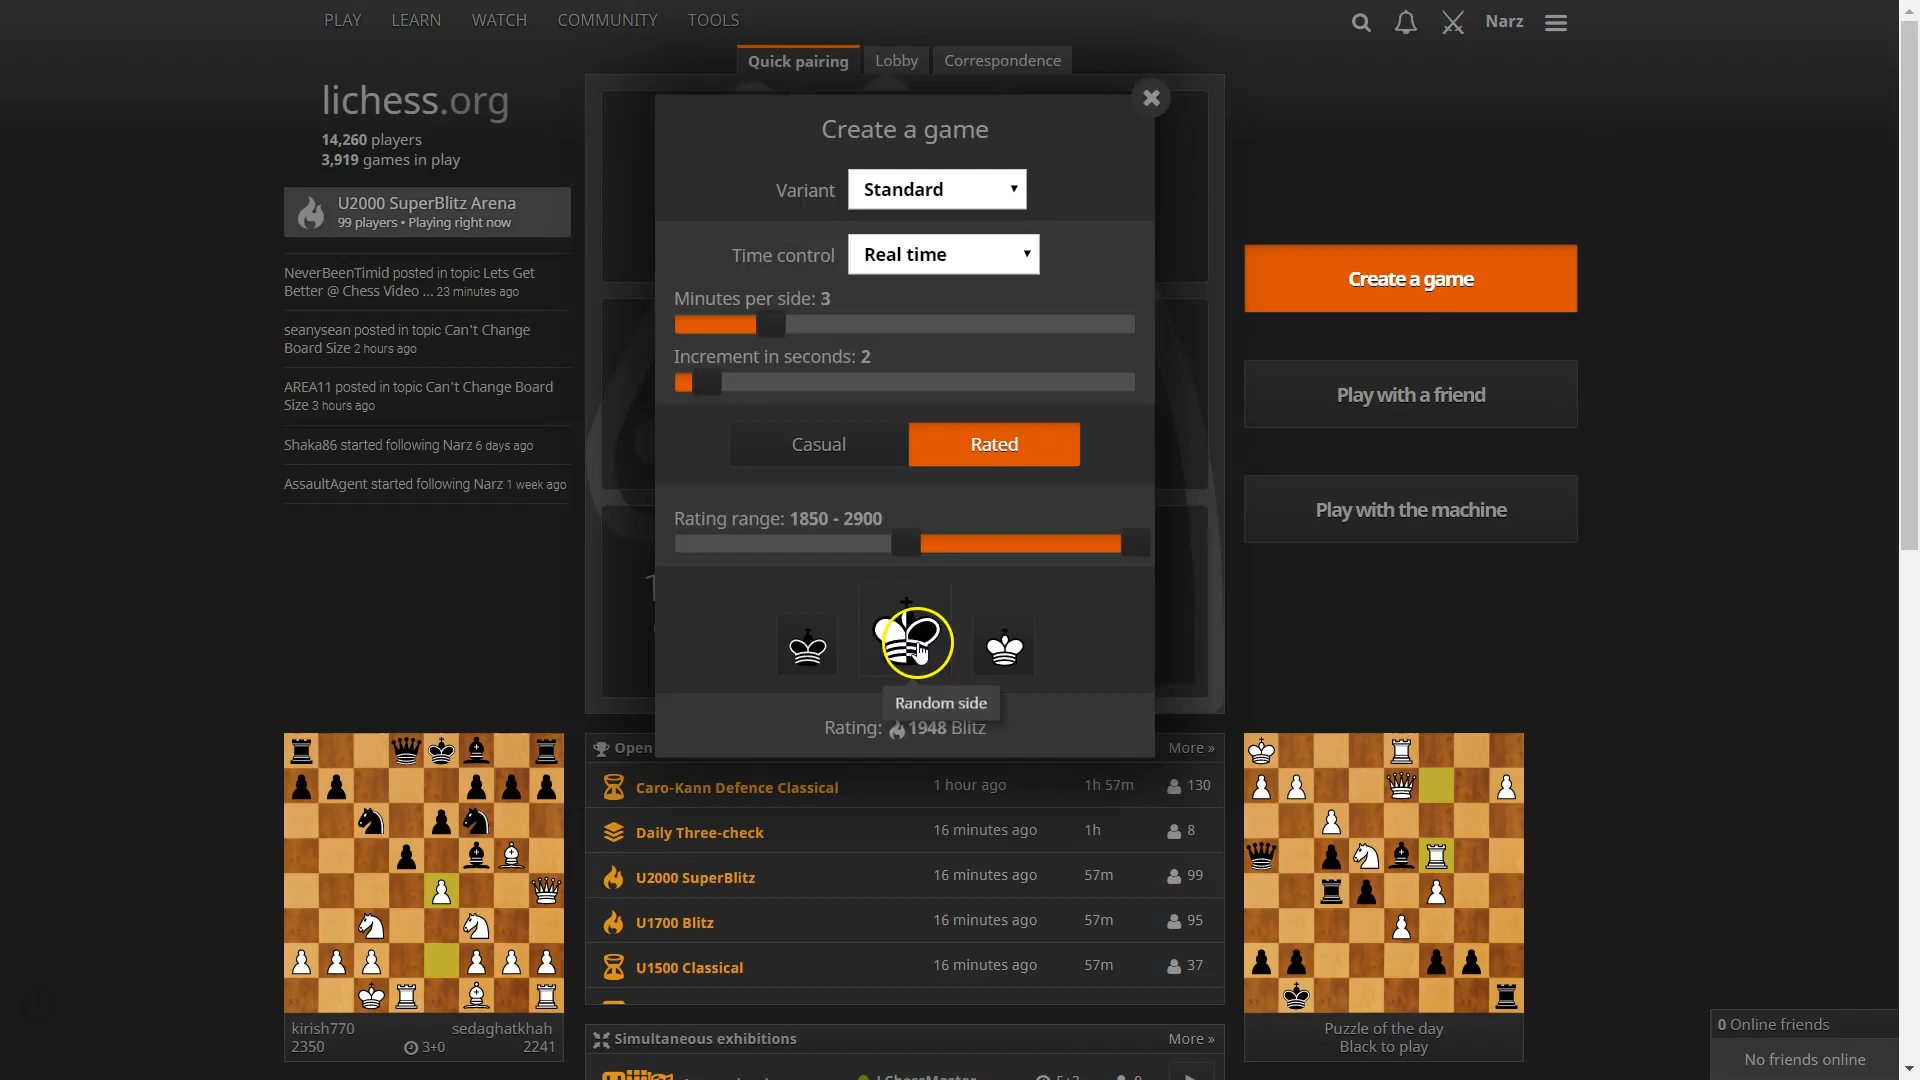 PLAY LEARN WATCH COMMUNITY TOOLS
Narz
Quick pairing Lobby Correspondence
lichess.org
14,260 players
3,919 games in play
U2000 SuperBlitz Arena
99 players • Playing right now
NeverBeenTimid posted in topic Lets Get
Better @ Chess Video ... 23 minutes ago
seanysean posted in topic Can't Change
Board Size 2 hours ago
AREA11 posted in topic Can't Change Board
Size 3 hours ago
Shaka86 started following Narz 6 days ago
AssaultAgent started following Narz 1 week ago
Create a game
Variant Standard
Time control Real time
Minutes per side: 3
Increment in seconds: 2
Casual Rated
Rating range: 1850 - 2900
Random side
Rating: 1948 Blitz
Create a game
Play with a friend
Play with the machine
kirish770 sedaghatkhah
2350 3+0 2241
Open More »
Caro-Kann Defence Classical 1 hour ago 1h 57m 130
Daily Three-check 16 minutes ago 1h 8
U2000 SuperBlitz 16 minutes ago 57m 99
U1700 Blitz 16 minutes ago 57m 95
U1500 Classical 16 minutes ago 57m 37
Simultaneous exhibitions More »
Puzzle of the day
Black to play
0 Online friends
No friends online